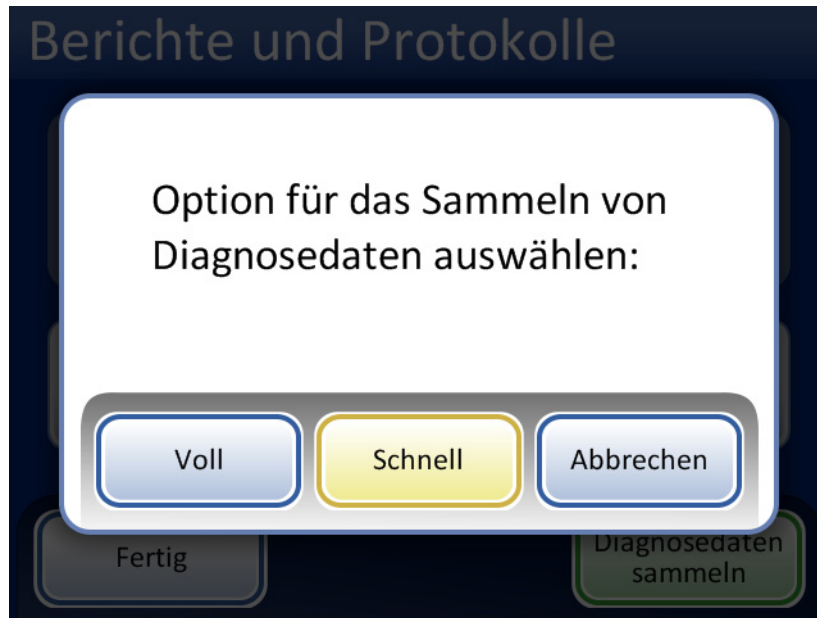 Berichte und Protokolle
Option für das Sammeln von
Diagnosedaten auswählen:
Voll
Schnell
Abbrechen
Fertig
Diagnosedaten
sammeln